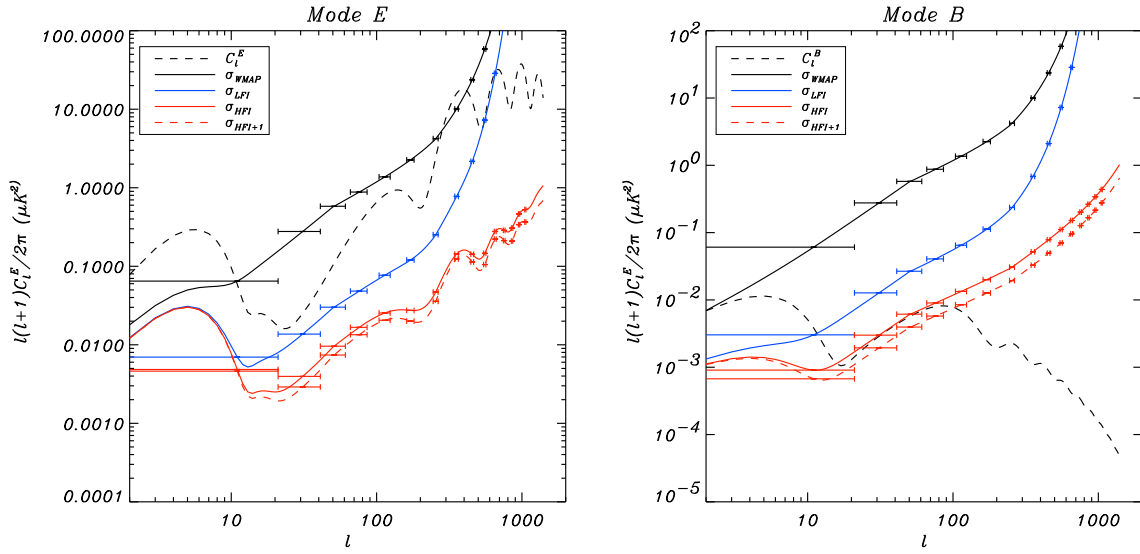 Mode E
l(l+1)C_l^E/2π (μK²)
100.0000
10.0000
1.0000
0.1000
0.0100
0.0010
0.0001
C_l^E
σ_WMAP
σ_LFI
σ_HFI
σ_HFI+1
10
100
1000
l
Mode B
l(l+1)C_l^E/2π (μK²)
10²
10¹
10⁰
10⁻¹
10⁻²
10⁻³
10⁻⁴
10⁻⁵
C_l^B
σ_WMAP
σ_LFI
σ_HFI
σ_HFI+1
10
100
1000
l